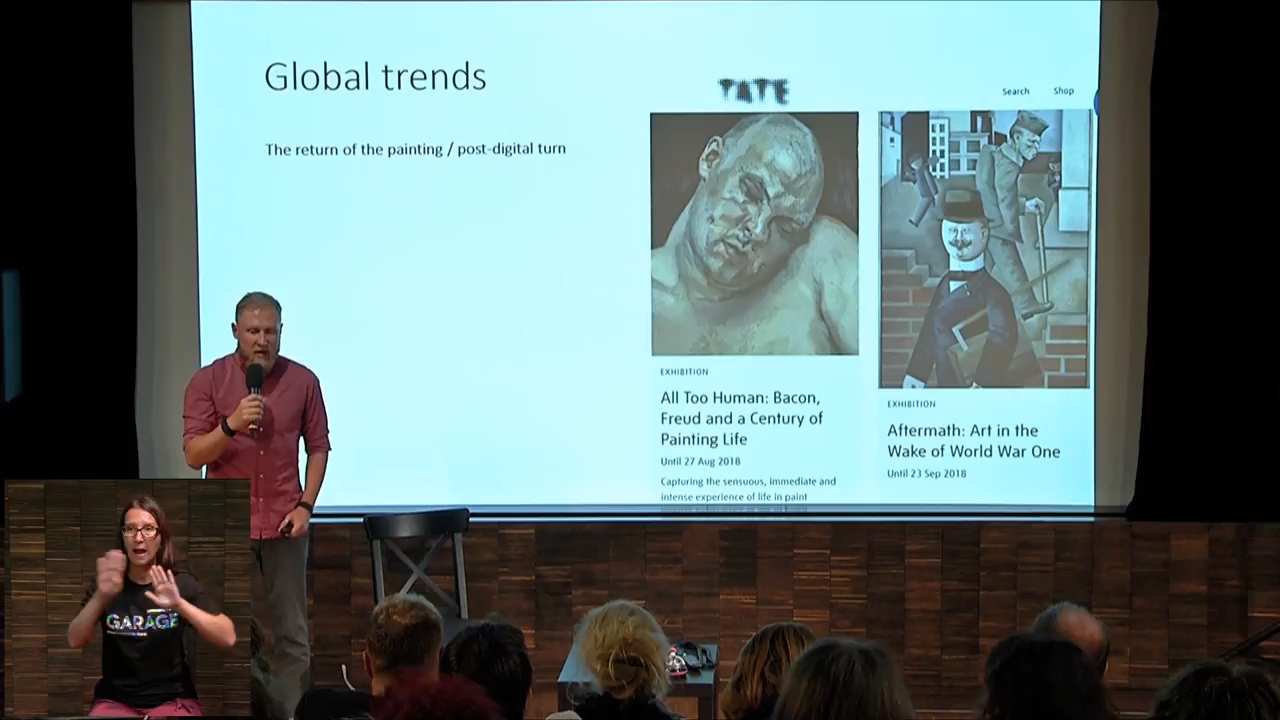 Global trends
The return of the painting / post-digital turn
TATE
Search
Shop
EXHIBITION
All Too Human: Bacon,
Freud and a Century of
Painting Life
Until 27 Aug 2018
Capturing the sensuous, immediate and
intense experience of life in paint
EXHIBITION
Aftermath: Art in the
Wake of World War One
Until 23 Sep 2018
GARAGE